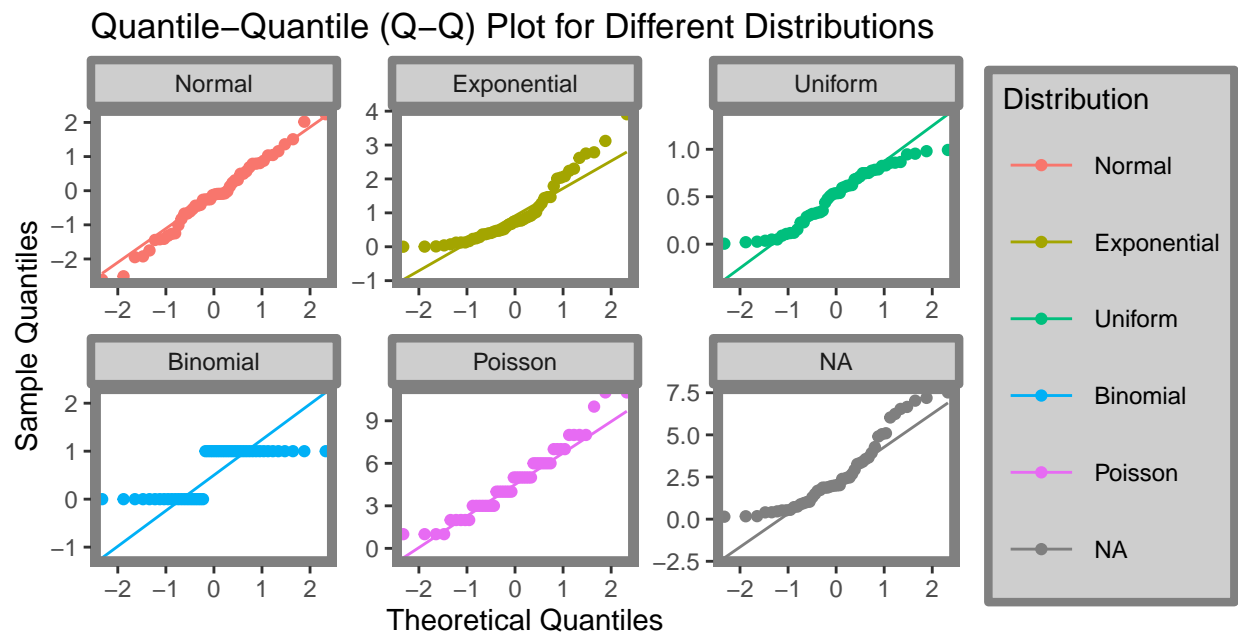 Quantile−Quantile (Q−Q) Plot for Different Distributions
Normal
Exponential
Uniform
2
1
0
−1
−2
−2 −1 0 1 2
4
3
2
1
0
−1
−2 −1 0 1 2
1.0
0.5
0.0
−2 −1 0 1 2
Binomial
Poisson
NA
2
1
0
−1
−2 −1 0 1 2
9
6
3
0
−2 −1 0 1 2
7.5
5.0
2.5
0.0
−2.5
−2 −1 0 1 2
Sample Quantiles
Theoretical Quantiles
Distribution
Normal
Exponential
Uniform
Binomial
Poisson
NA